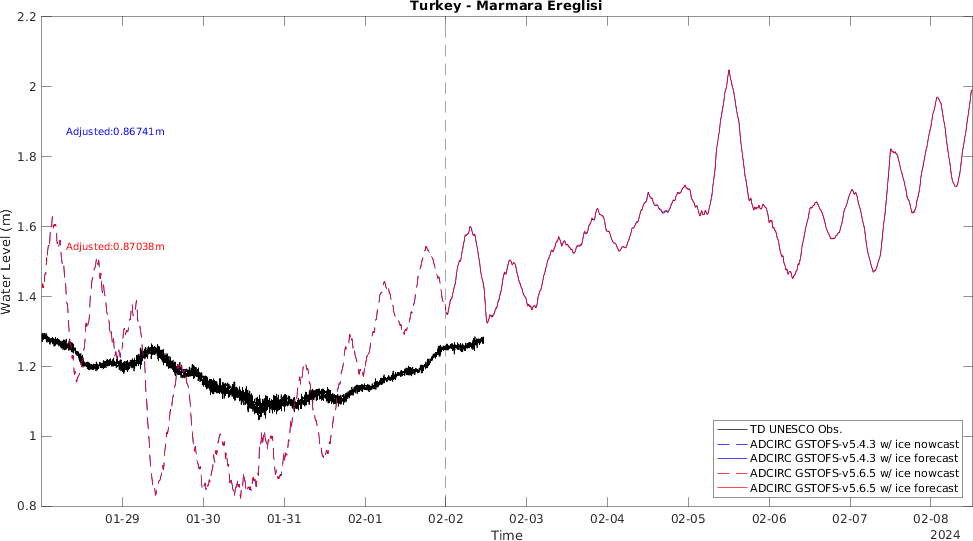 Turkey - Marmara Ereglisi
2.2
2
1.8
1.6
1.4
1.2
1
0.8
Water Level (m)
Adjusted:0.86741m
Adjusted:0.87038m
TD UNESCO Obs.
ADCIRC GSTOFS-v5.4.3 w/ ice nowcast
ADCIRC GSTOFS-v5.4.3 w/ ice forecast
ADCIRC GSTOFS-v5.6.5 w/ ice nowcast
ADCIRC GSTOFS-v5.6.5 w/ ice forecast
01-29 01-30 01-31 02-01 02-02 02-03 02-04 02-05 02-06 02-07 02-08
Time
2024